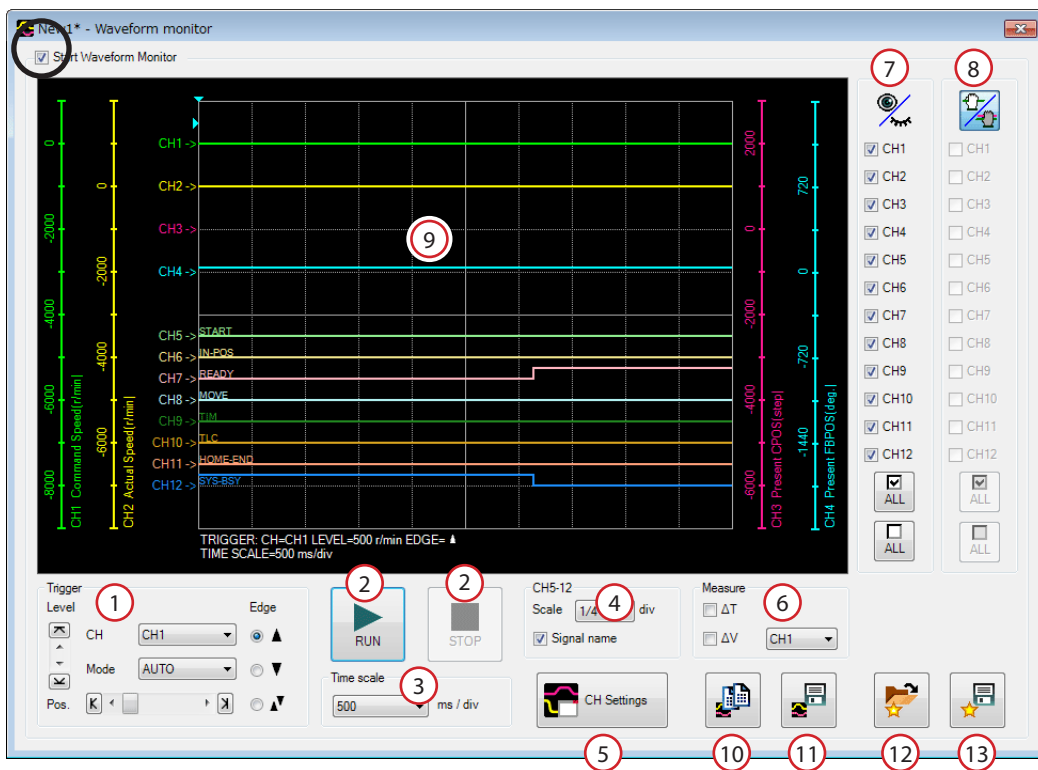 New1* - Waveform monitor
Start Waveform Monitor
7
8
0
-2000
-4000
-6000
-8000
CH1 Command Speed[r/min]
0
-2000
-4000
-6000
CH2 Actual Speed[r/min]
CH1 ->
CH2 ->
CH3 ->
CH4 ->
CH5 -> START
CH6 -> IN-POS
CH7 -> READY
CH8 -> MOVE
CH9 -> TIM
CH10 -> TLC
CH11 -> HOME-END
CH12 -> SYS-BSY
9
2000
0
-2000
-4000
-6000
CH3 Present CPOS[step]
720
0
-720
-1440
CH4 Present FBPOS[deg.]
TRIGGER: CH=CH1 LEVEL=500 r/min EDGE=
TIME SCALE=500 ms/div
CH1
CH2
CH3
CH4
CH5
CH6
CH7
CH8
CH9
CH10
CH11
CH12
ALL
ALL
CH1
CH2
CH3
CH4
CH5
CH6
CH7
CH8
CH9
CH10
CH11
CH12
ALL
ALL
Trigger
Level
1
Edge
CH CH1
Mode AUTO
Pos.
2
RUN
2
STOP
Time scale
3
500 ms / div
CH5-12
Scale 1/4 4 div
Signal name
Measure
6
ΔT
ΔV CH1
CH Settings
5
10
11
12
13